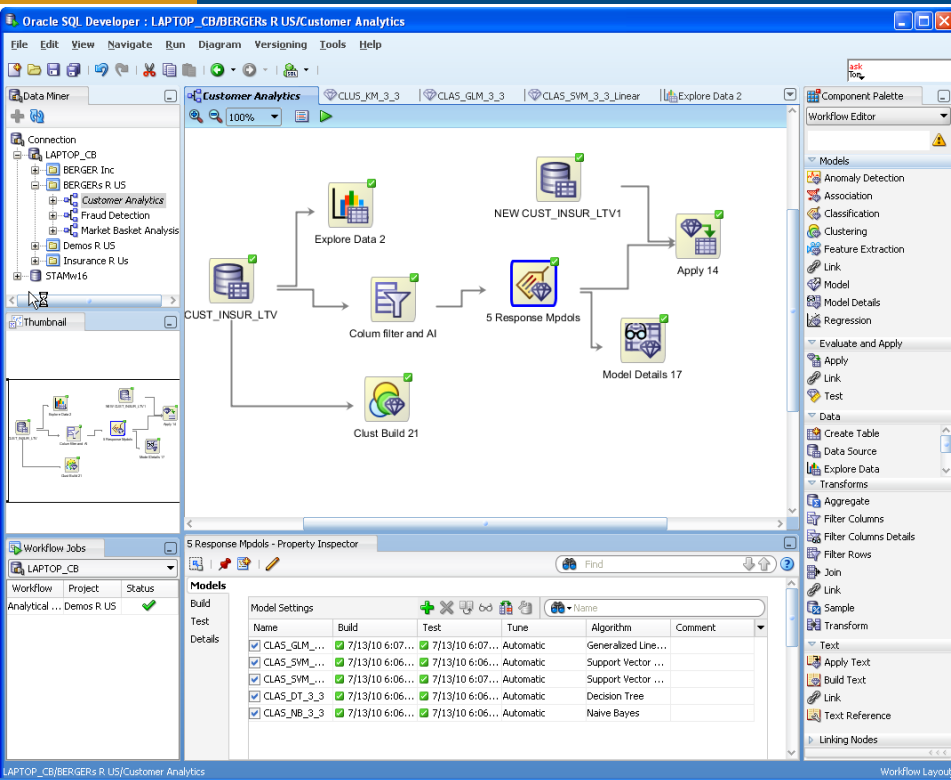 Oracle SQL Developer : LAPTOP_CB/BERGERs R US/Customer Analytics
File Edit View Navigate Run Diagram Versioning Tools Help
ask
Tom
Data Miner
Connection
LAPTOP_CB
BERGER Inc
BERGERs R US
Customer Analytics
Fraud Detection
Market Basket Analysis
Demos R US
Insurance R Us
STAMw16
Thumbnail
Workflow Jobs
LAPTOP_CB
Workflow Project Status
Analytical ... Demos R US
Customer Analytics CLUS_KM_3_3 CLAS_GLM_3_3 CLAS_SVM_3_3_Linear Explore Data 2
100%
NEW CUST_INSUR_LTV1
Explore Data 2
Apply 14
CUST_INSUR_LTV
5 Response Mpdols
Colum filter and AI
Model Details 17
Clust Build 21
5 Response Mpdols - Property Inspector
Find
Models
Build
Test
Details
Model Settings
Name
Name Build Test Tune Algorithm Comment
CLAS_GLM_... 7/13/10 6:07... 7/13/10 6:07... Automatic Generalized Line...
CLAS_SVM_... 7/13/10 6:06... 7/13/10 6:06... Automatic Support Vector ...
CLAS_SVM_... 7/13/10 6:06... 7/13/10 6:07... Automatic Support Vector ...
CLAS_DT_3_3 7/13/10 6:06... 7/13/10 6:06... Automatic Decision Tree
CLAS_NB_3_3 7/13/10 6:06... 7/13/10 6:06... Automatic Naive Bayes
Component Palette
Workflow Editor
Models
Anomaly Detection
Association
Classification
Clustering
Feature Extraction
Link
Model
Model Details
Regression
Evaluate and Apply
Apply
Link
Test
Data
Create Table
Data Source
Explore Data
Transforms
Aggregate
Filter Columns
Filter Columns Details
Filter Rows
Join
Link
Sample
Transform
Text
Apply Text
Build Text
Link
Text Reference
Linking Nodes
LAPTOP_CB/BERGERs R US/Customer Analytics
Workflow Layout